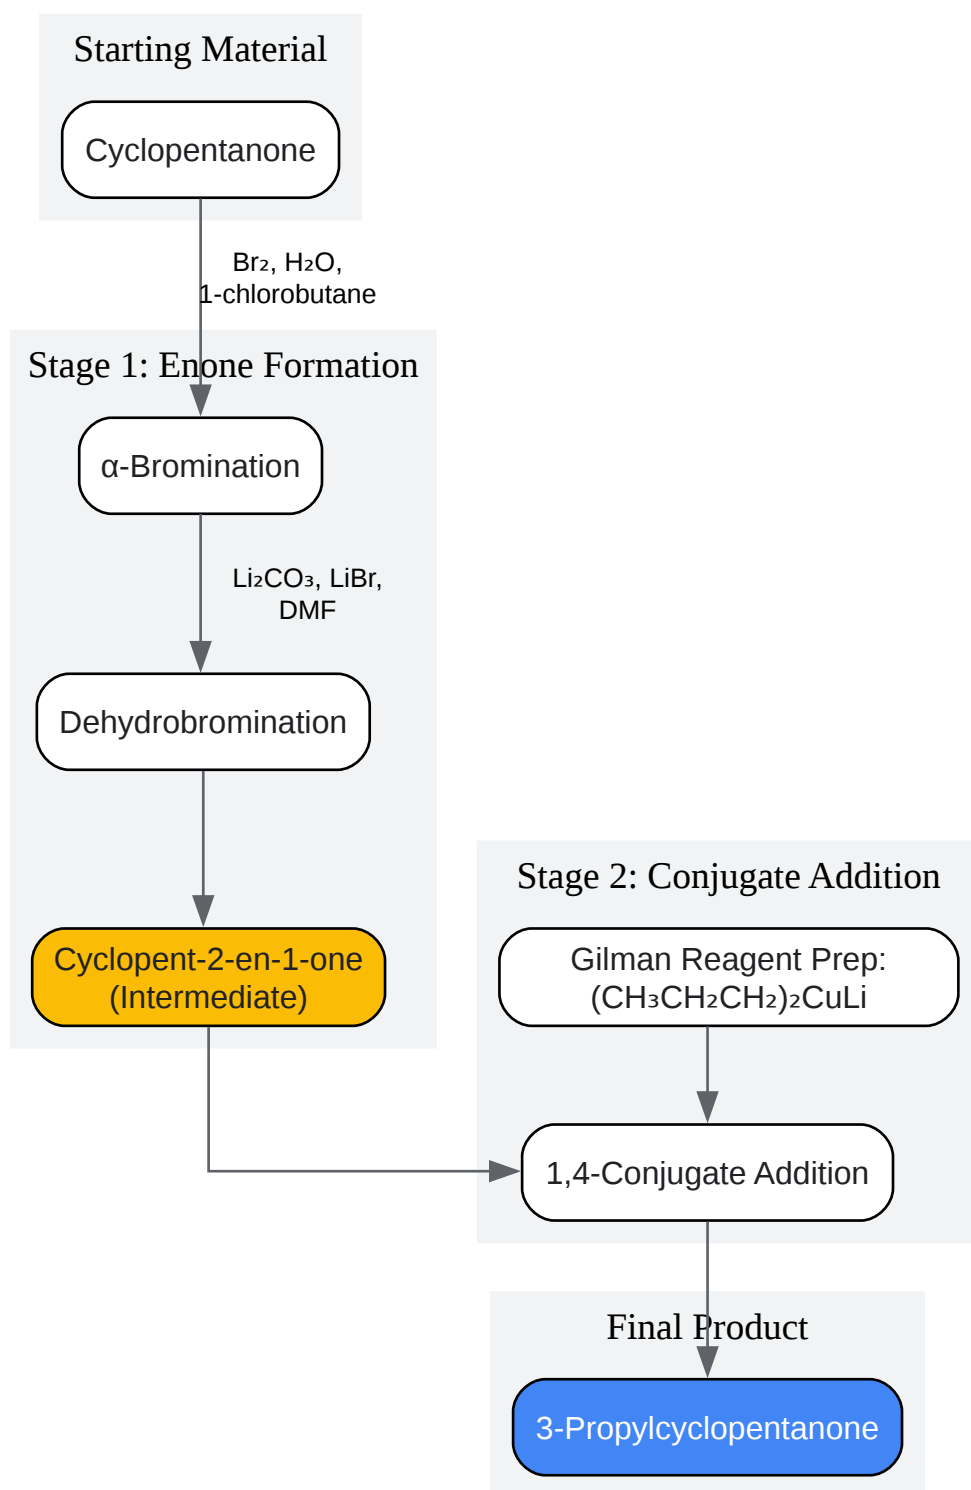 Starting Material
Cyclopentanone
Br₂, H₂O,
1-chlorobutane
Stage 1: Enone Formation
α-Bromination
Li₂CO₃, LiBr,
DMF
Dehydrobromination
Cyclopent-2-en-1-one
(Intermediate)
Stage 2: Conjugate Addition
Gilman Reagent Prep:
(CH₃CH₂CH₂)₂CuLi
1,4-Conjugate Addition
Final Product
3-Propylcyclopentanone